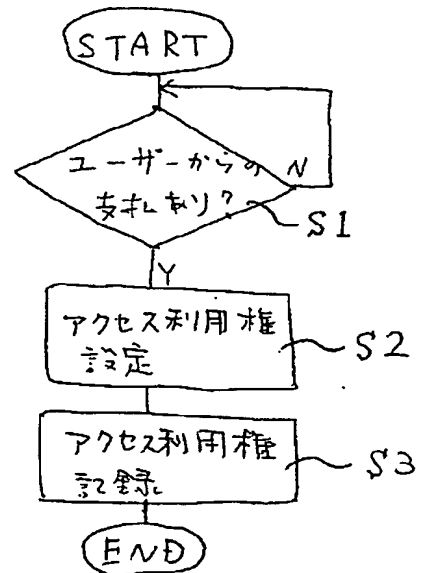 START
ユーザーからの N
支払あり? S1
Y
アクセス利用権
設定 S2
アクセス利用権
記録 S3
END